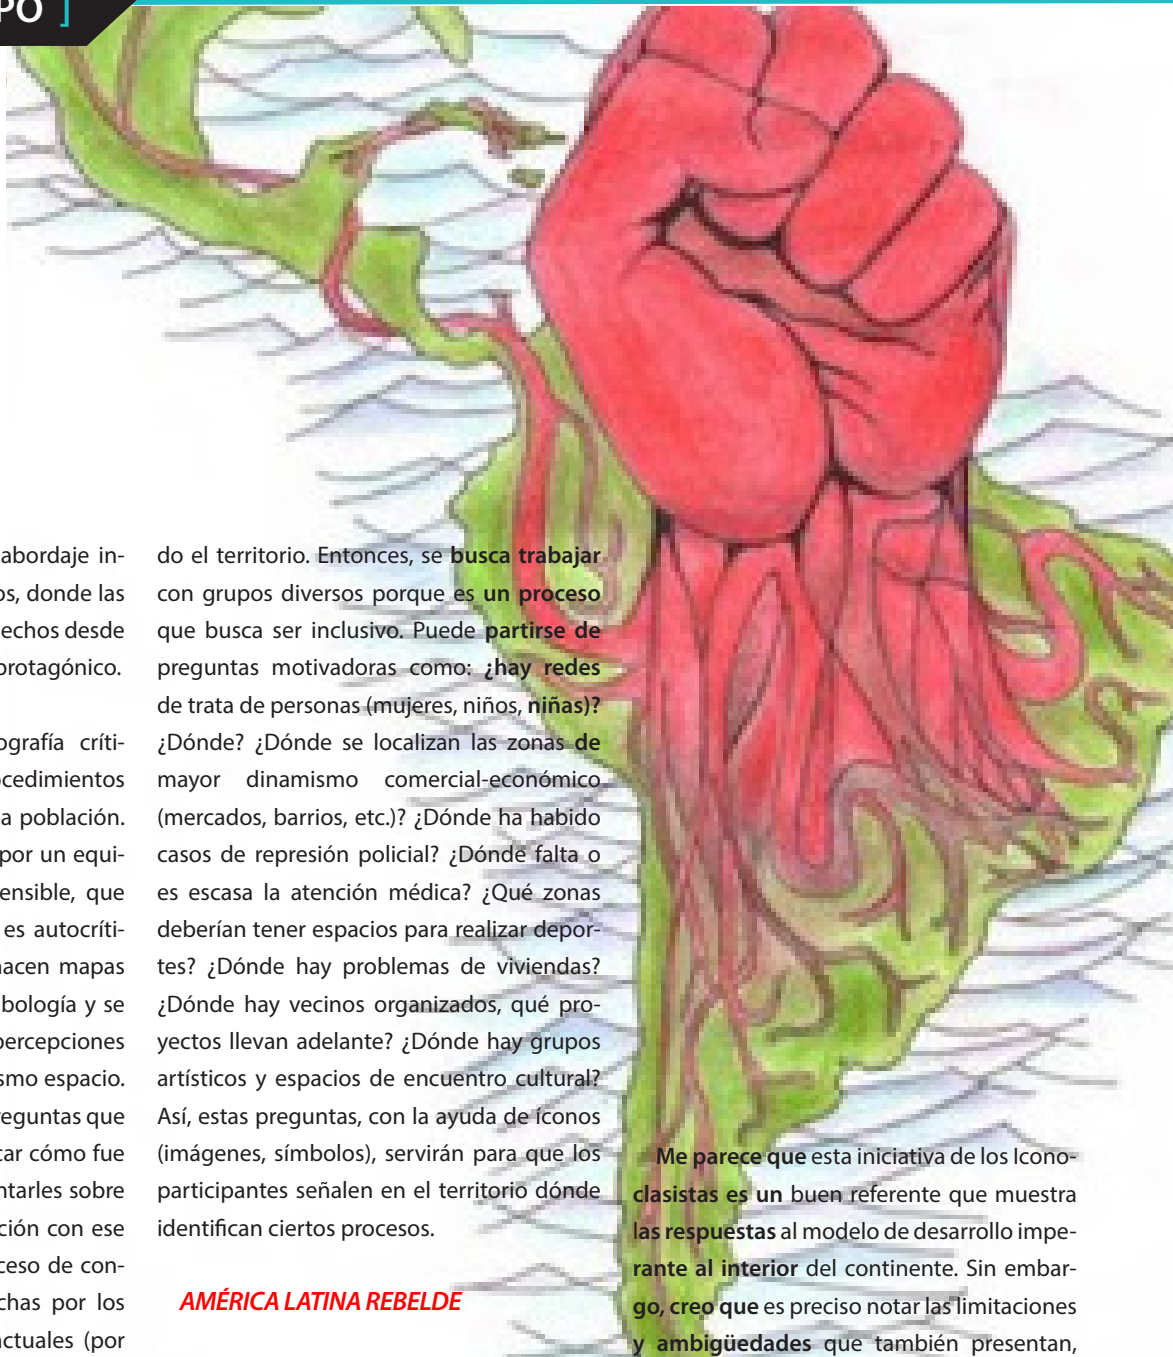 PO ]
abordaje in-
os, donde las
echos desde
protagónico.
ografía críti-
ocedimientos
a población.
por un equi-
ensible, que
es autocríti-
nacen mapas
bología y se
percepciones
smo espacio.
reguntas que
car cómo fue
ntarles sobre
ción con ese
ceso de con-
chas por los
actuales (por
do el territorio. Entonces, se busca trabajar
con grupos diversos porque es un proceso
que busca ser inclusivo. Puede partirse de
preguntas motivadoras como: ¿hay redes
de trata de personas (mujeres, niños, niñas)?
¿Dónde? ¿Dónde se localizan las zonas de
mayor dinamismo comercial-económico
(mercados, barrios, etc.)? ¿Dónde ha habido
casos de represión policial? ¿Dónde falta o
es escasa la atención médica? ¿Qué zonas
deberían tener espacios para realizar depor-
tes? ¿Dónde hay problemas de viviendas?
¿Dónde hay vecinos organizados, qué pro-
yectos llevan adelante? ¿Dónde hay grupos
artísticos y espacios de encuentro cultural?
Así, estas preguntas, con la ayuda de íconos
(imágenes, símbolos), servirán para que los
participantes señalen en el territorio dónde
identifican ciertos procesos.
AMÉRICA LATINA REBELDE
Me parece que esta iniciativa de los Icono-
clasistas es un buen referente que muestra
las respuestas al modelo de desarrollo impe-
rante al interior del continente. Sin embar-
go, creo que es preciso notar las limitaciones
y ambigüedades que también presentan,